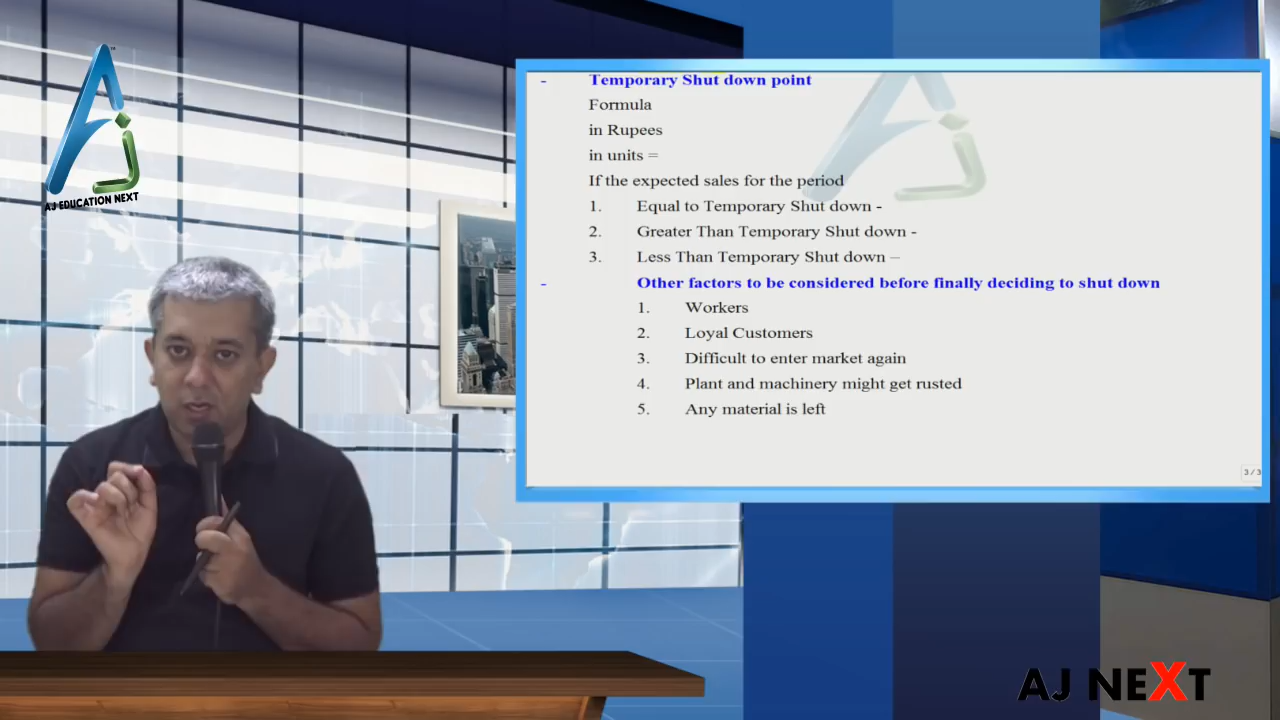 AJ EDUCATION NEXT
- Temporary Shut down point
Formula
in Rupees
in units =
If the expected sales for the period
1. Equal to Temporary Shut down -
2. Greater Than Temporary Shut down -
3. Less Than Temporary Shut down –
- Other factors to be considered before finally deciding to shut down
1. Workers
2. Loyal Customers
3. Difficult to enter market again
4. Plant and machinery might get rusted
5. Any material is left
3 / 3
AJ NEXT